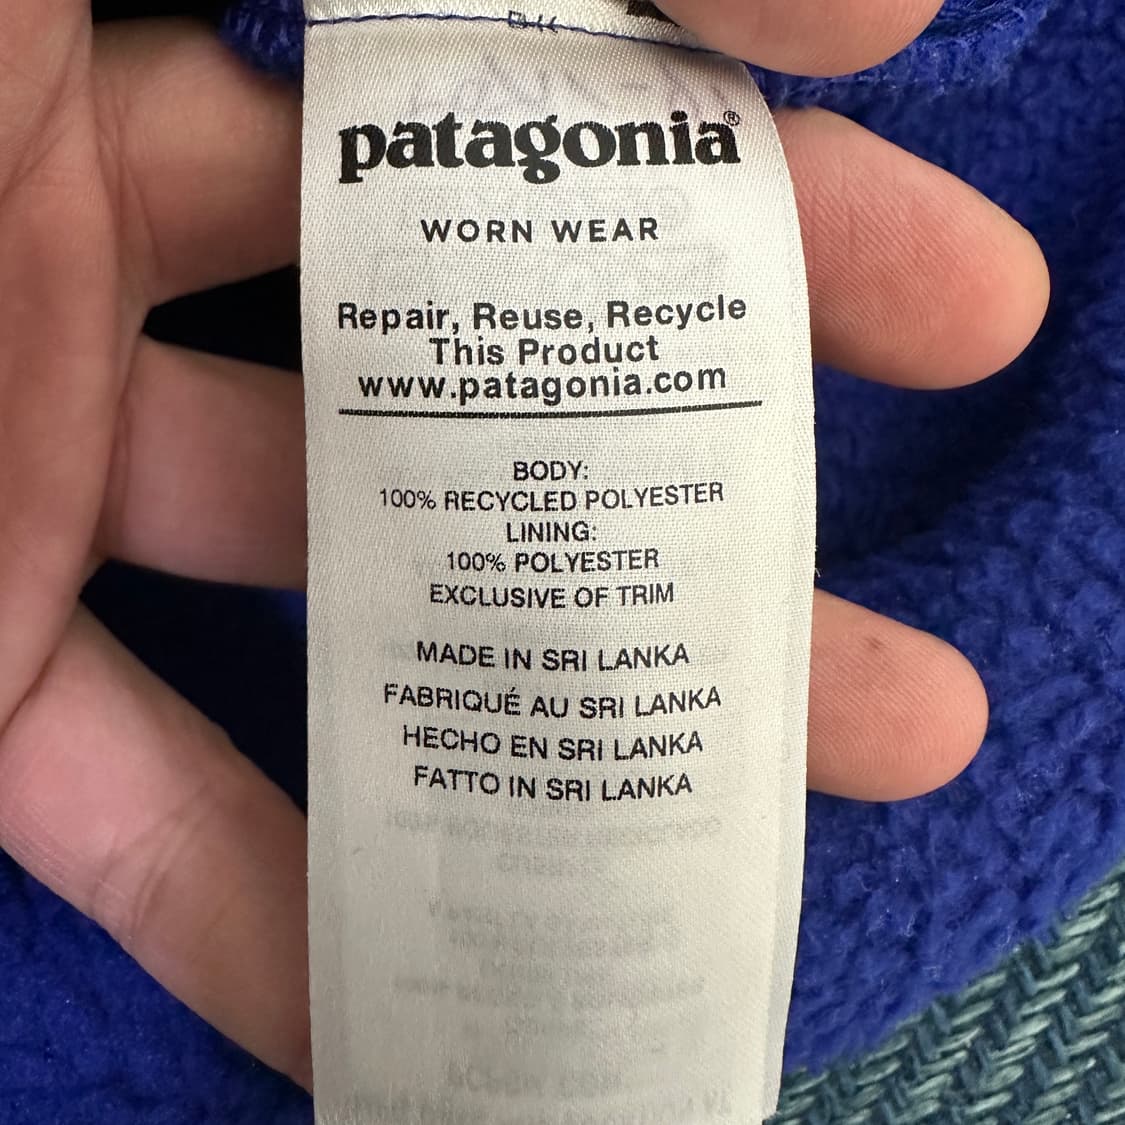 patagonia®
WORN WEAR
Repair, Reuse, Recycle
This Product
www.patagonia.com
BODY:
100% RECYCLED POLYESTER
LINING:
100% POLYESTER
EXCLUSIVE OF TRIM
MADE IN SRI LANKA
FABRIQUÉ AU SRI LANKA
HECHO EN SRI LANKA
FATTO IN SRI LANKA